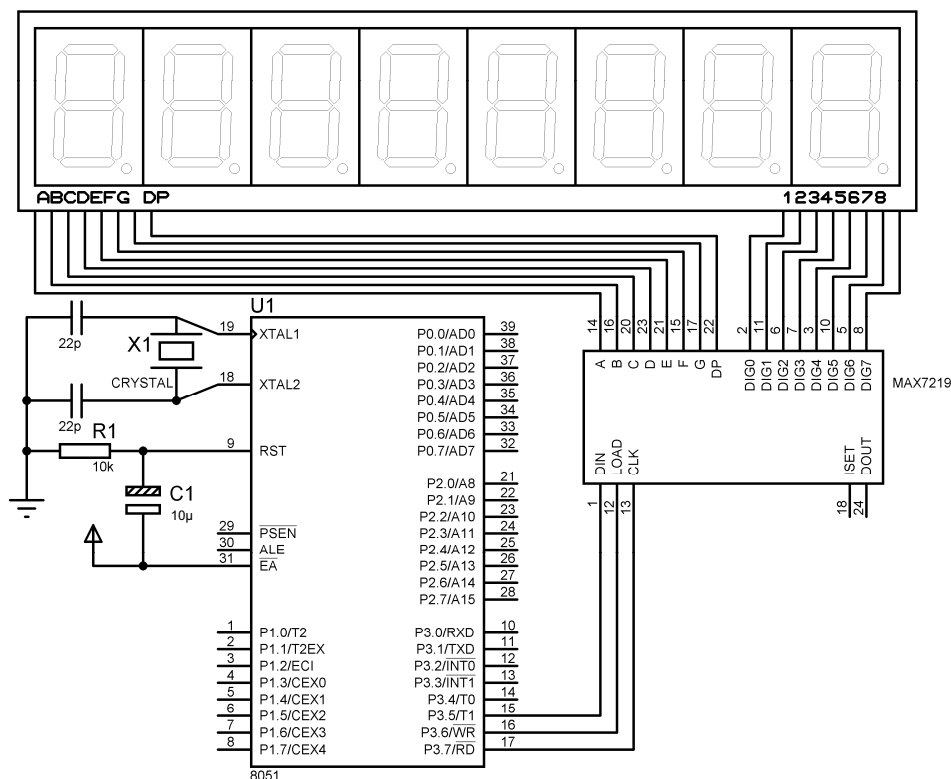 ABCDEFG DP
12345678
U1
22p
X1
CRYSTAL
22p
R1
10k
C1
10µ
19
18
9
29
30
31
XTAL1
XTAL2
RST
PSEN
ALE
EA
1
2
3
4
5
6
7
8
P1.0/T2
P1.1/T2EX
P1.2/ECI
P1.3/CEX0
P1.4/CEX1
P1.5/CEX2
P1.6/CEX3
P1.7/CEX4
P0.0/AD0
P0.1/AD1
P0.2/AD2
P0.3/AD3
P0.4/AD4
P0.5/AD5
P0.6/AD6
P0.7/AD7
39
38
37
36
35
34
33
32
P2.0/A8
P2.1/A9
P2.2/A10
P2.3/A11
P2.4/A12
P2.5/A13
P2.6/A14
P2.7/A15
21
22
23
24
25
26
27
28
P3.0/RXD
P3.1/TXD
P3.2/INT0
P3.3/INT1
P3.4/T0
P3.5/T1
P3.6/WR
P3.7/RD
10
11
12
13
14
15
16
17
8051
14
16
20
23
21
15
17
22
2
11
6
7
3
10
5
8
A
B
C
D
E
F
G
DP
DIG0
DIG1
DIG2
DIG3
DIG4
DIG5
DIG6
DIG7
MAX7219
DIN
LOAD
CLK
ISET
DOUT
1
12
13
18
24